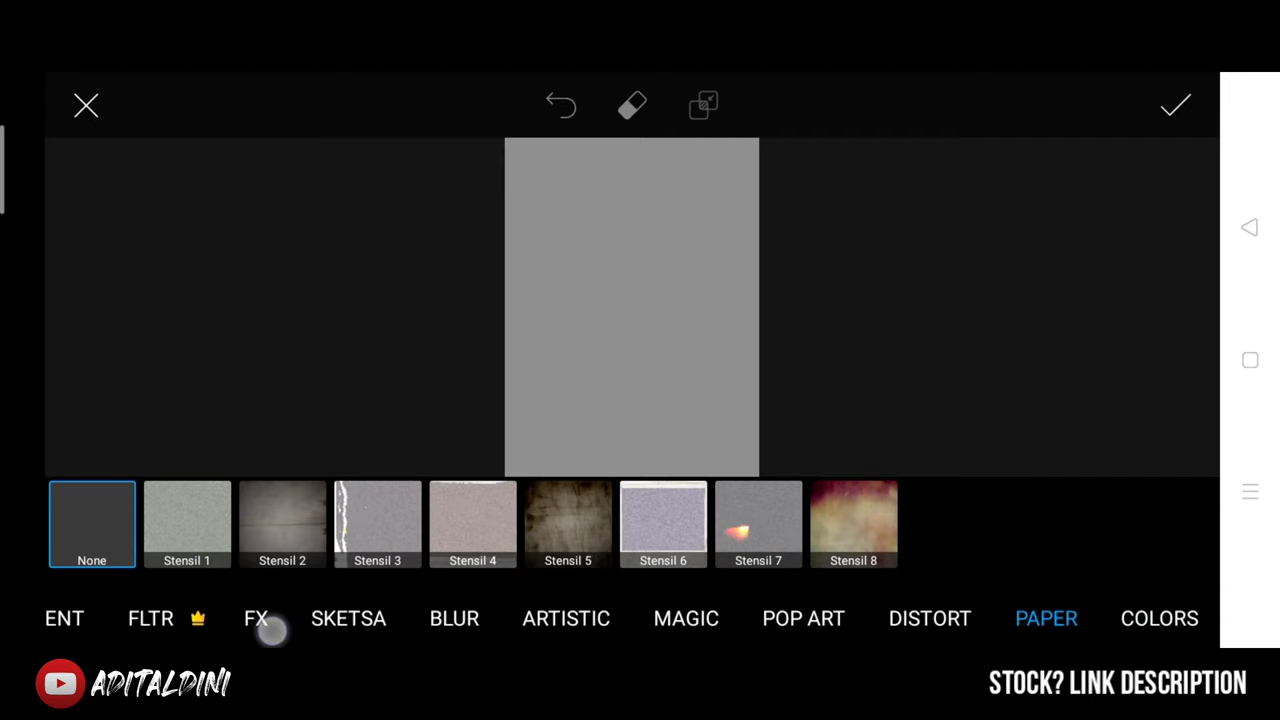 None
Stensil 1
Stensil 2
Stensil 3
Stensil 4
Stensil 5
Stensil 6
Stensil 7
Stensil 8
ENT FLTR FX SKETSA BLUR ARTISTIC MAGIC POP ART DISTORT PAPER COLORS
ADITALDINI
STOCK? LINK DESCRIPTION